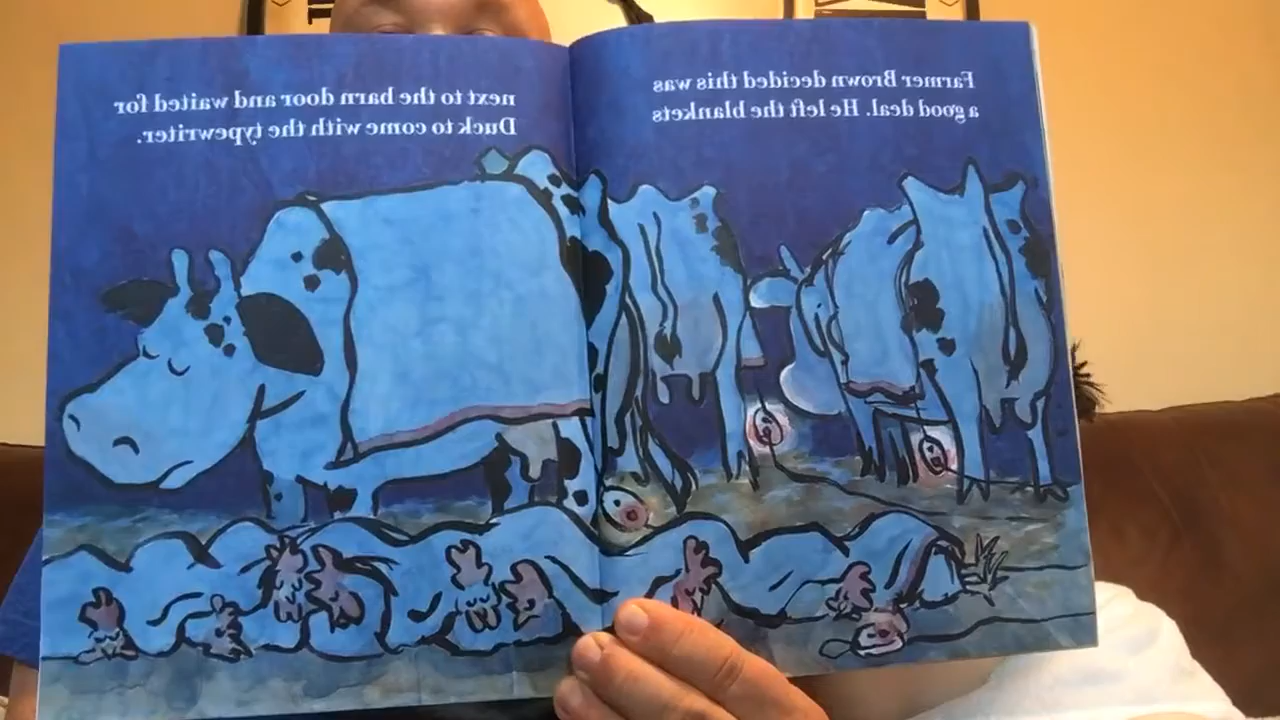 Farmer Brown decided this was
a good deal. He left the blankets
next to the barn door and waited for
Duck to come with the typewriter.